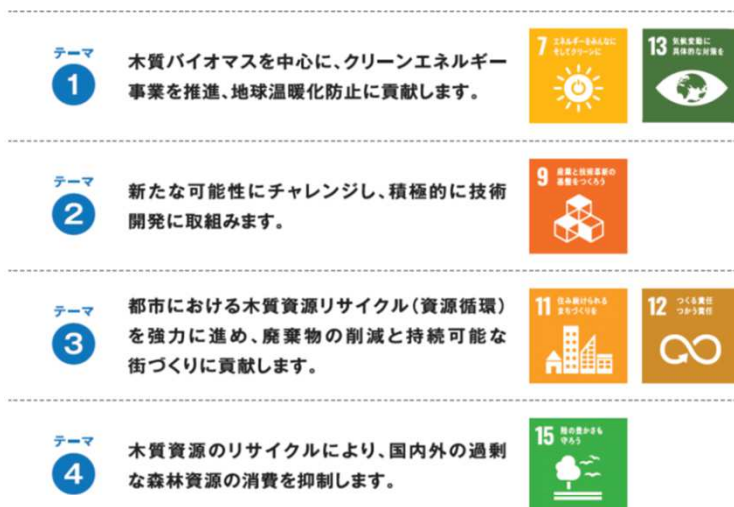 テーマ
1
木質バイオマスを中心に、クリーンエネルギー
事業を推進、地球温暖化防止に貢献します。
7 エネルギーをみんなに
そしてクリーンに
13 気候変動に
具体的な対策を
テーマ
2
新たな可能性にチャレンジし、積極的に技術
開発に取組みます。
9 産業と技術革新の
基盤をつくろう
テーマ
3
都市における木質資源リサイクル(資源循環)
を強力に進め、廃棄物の削減と持続可能な
街づくりに貢献します。
11 住み続けられる
まちづくりを
12 つくる責任
つかう責任
テーマ
4
木質資源のリサイクルにより、国内外の過剰
な森林資源の消費を抑制します。
15 陸の豊かさも
守ろう